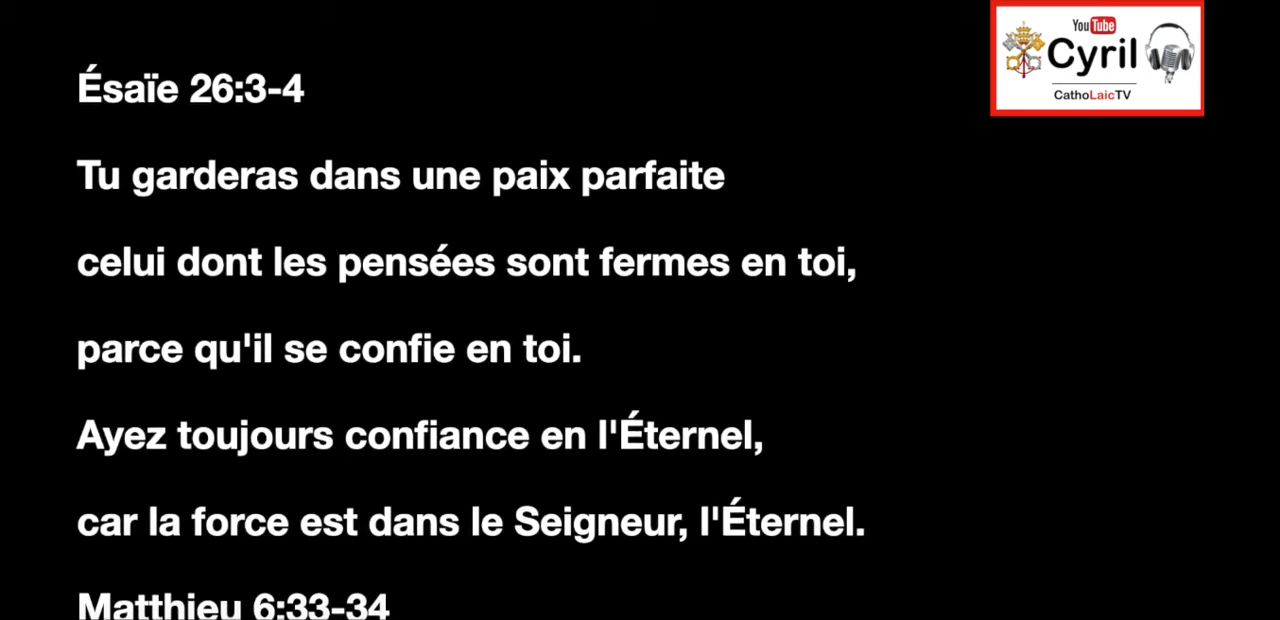 YouTube
Cyril
CathoLaicTV
Ésaïe 26:3-4
Tu garderas dans une paix parfaite
celui dont les pensées sont fermes en toi,
parce qu'il se confie en toi.
Ayez toujours confiance en l'Éternel,
car la force est dans le Seigneur, l'Éternel.
Matthieu 6:33-34